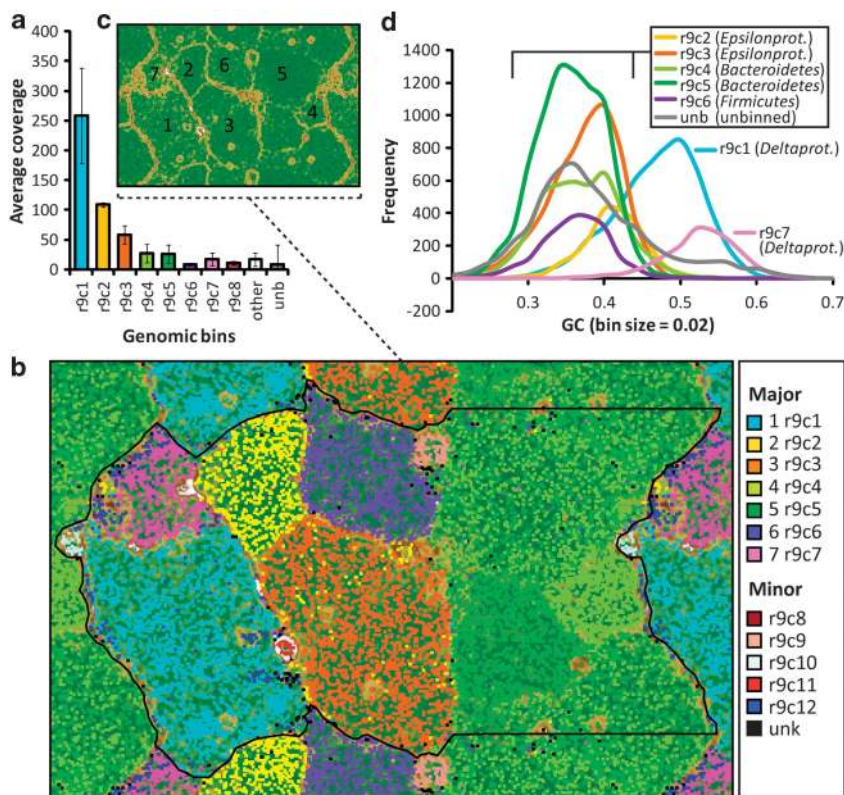 a
Average coverage
400
350
300
250
200
150
100
50
0
r9c1
r9c2
r9c3
r9c4
r9c5
r9c6
r9c7
r9c8
other
unb
Genomic bins
c
7
2
6
5
1
3
4
d
Frequency
1400
1200
1000
800
600
400
200
0
-200
0.3
0.4
0.5
0.6
0.7
GC (bin size = 0.02)
r9c2 (Epsilonprot.)
r9c3 (Epsilonprot.)
r9c4 (Bacteroidetes)
r9c5 (Bacteroidetes)
r9c6 (Firmicutes)
unb (unbinned)
r9c1 (Deltaprot.)
r9c7
(Deltaprot.)
b
Major
1 r9c1
2 r9c2
3 r9c3
4 r9c4
5 r9c5
6 r9c6
7 r9c7
Minor
r9c8
r9c9
r9c10
r9c11
r9c12
unk